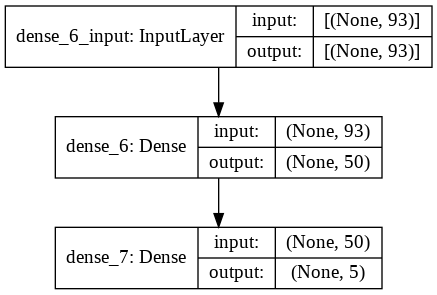 dense_6_input: InputLayer
input:
[(None, 93)]
output:
[(None, 93)]
dense_6: Dense
input:
(None, 93)
output:
(None, 50)
dense_7: Dense
input:
(None, 50)
output:
(None, 5)